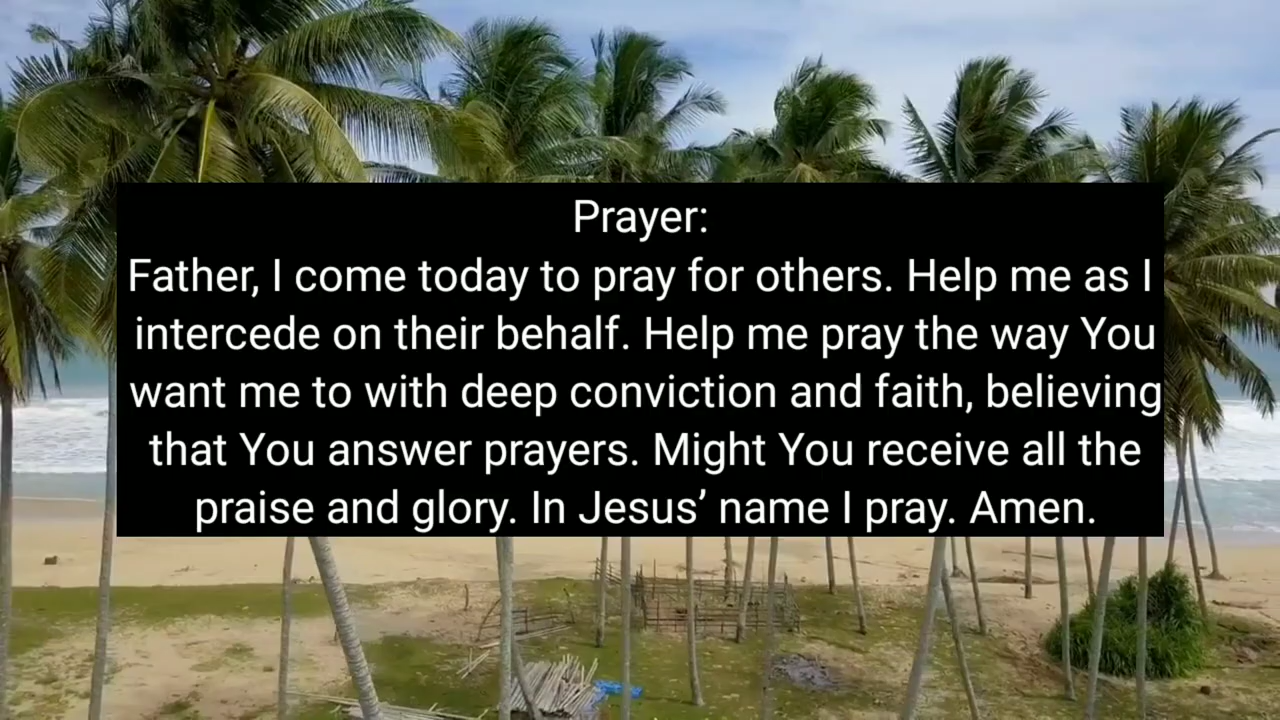 Prayer:
Father, I come today to pray for others. Help me as I
intercede on their behalf. Help me pray the way You
want me to with deep conviction and faith, believing
that You answer prayers. Might You receive all the
praise and glory. In Jesus’ name I pray. Amen.